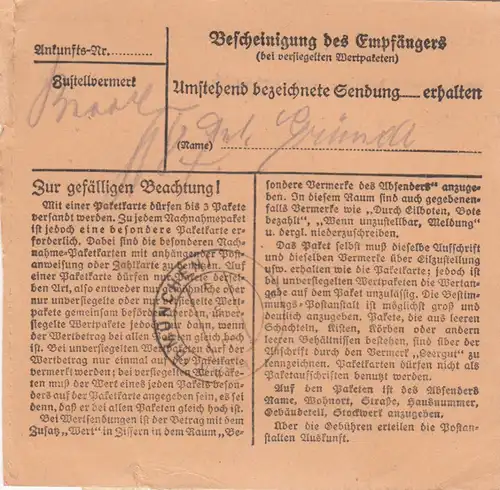 Ankunfts-Nr.
Zustellvermerk
Bescheinigung des Empfängers
(bei versiegelten Wertpaketen)
Umstehend bezeichnete Sendung erhalten
(Name)
Zur gefälligen Beachtung!
Mit einer Paketkarte dürfen bis 3 Pakete
versandt werden. Zu jedem Nachnahmepaket
ist jedoch eine besondere Paketkarte er-
forderlich. Dabei sind die besonderen Nach-
nahme-Paketkarten mit anhängender Post-
anweisung oder Zahlkarte zu benutzen. Auf
einer Paketkarte dürfen nur Pakete derselben
Art, also entweder nur versiegelte oder
nur unversiegelte oder nur Wert-
pakete gemeinsam befördert werden, un-
versiegelte Wertpakete jedoch nur dann, wenn
der Wertbetrag bei allen Paketen gleich hoch
ist. Bei unversiegelten Wertpaketen darf der
Wertbetrag nur einmal auf der Paketkarte
vermerkt werden; bei versiegelten Wertpake-
ten muß der Wert eines jeden Pakets beson-
ders auf der Paketkarte angegeben sein, es sei
denn, daß er bei allen Paketen gleich hoch ist.
Bei Wertsendungen ist der Betrag mit dem
Zusatz „Wert" in Ziffern in dem Raum „Be-
sondere Vermerke des Absenders" anzuge-
ben. In diesem Raum sind auch gegebenen-
falls Vermerke wie „Durch Eilboten, Bote
bezahlt", „Wenn unzustellbar, Meldung"
u. dergl. niederzuschreiben.
Das Paket selbst muß dieselbe Aufschrift
und dieselben Vermerke über Eilzustellung
usw. erhalten wie die Paketkarte; jedoch ist
bei unversiegelten Wertpaketen die Wertan-
gabe auf dem Paket unzulässig. Die Bestim-
mungs-Postanstalt ist möglichst groß und
deutlich anzugeben. Pakete, die aus leeren
Schachteln, Kisten, Körben oder andern
leeren Behältnissen bestehen, sind über der
Aufschrift durch den Vermerk „Leergut" zu
kennzeichnen. Paketkarten dürfen nicht als
Paketaufschriften benutzt werden.
Auf den Paketen ist des Absenders
Name, Wohnort, Straße, Hausnummer,
Gebäudeteil, Stockwerk anzugeben.
Über die Gebühren erteilen die Postan-
stalten Auskunft.